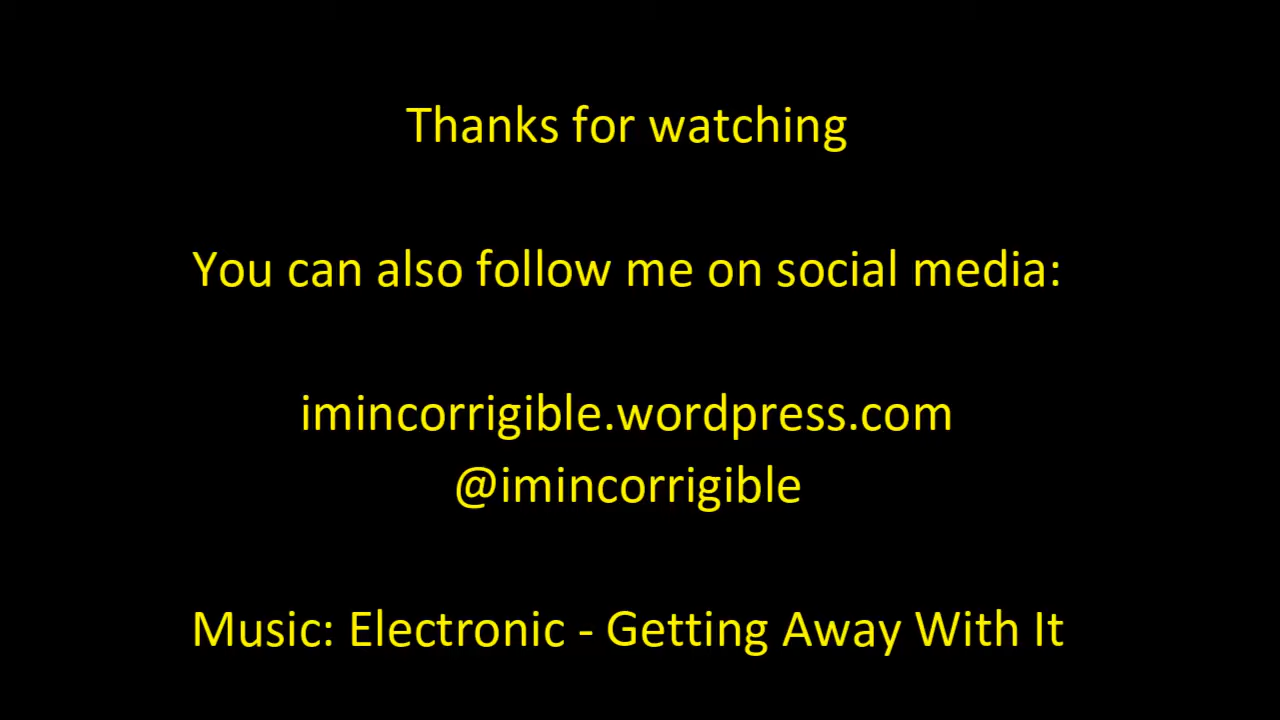 Thanks for watching
You can also follow me on social media:
imincorrigible.wordpress.com
@imincorrigible
Music: Electronic - Getting Away With It